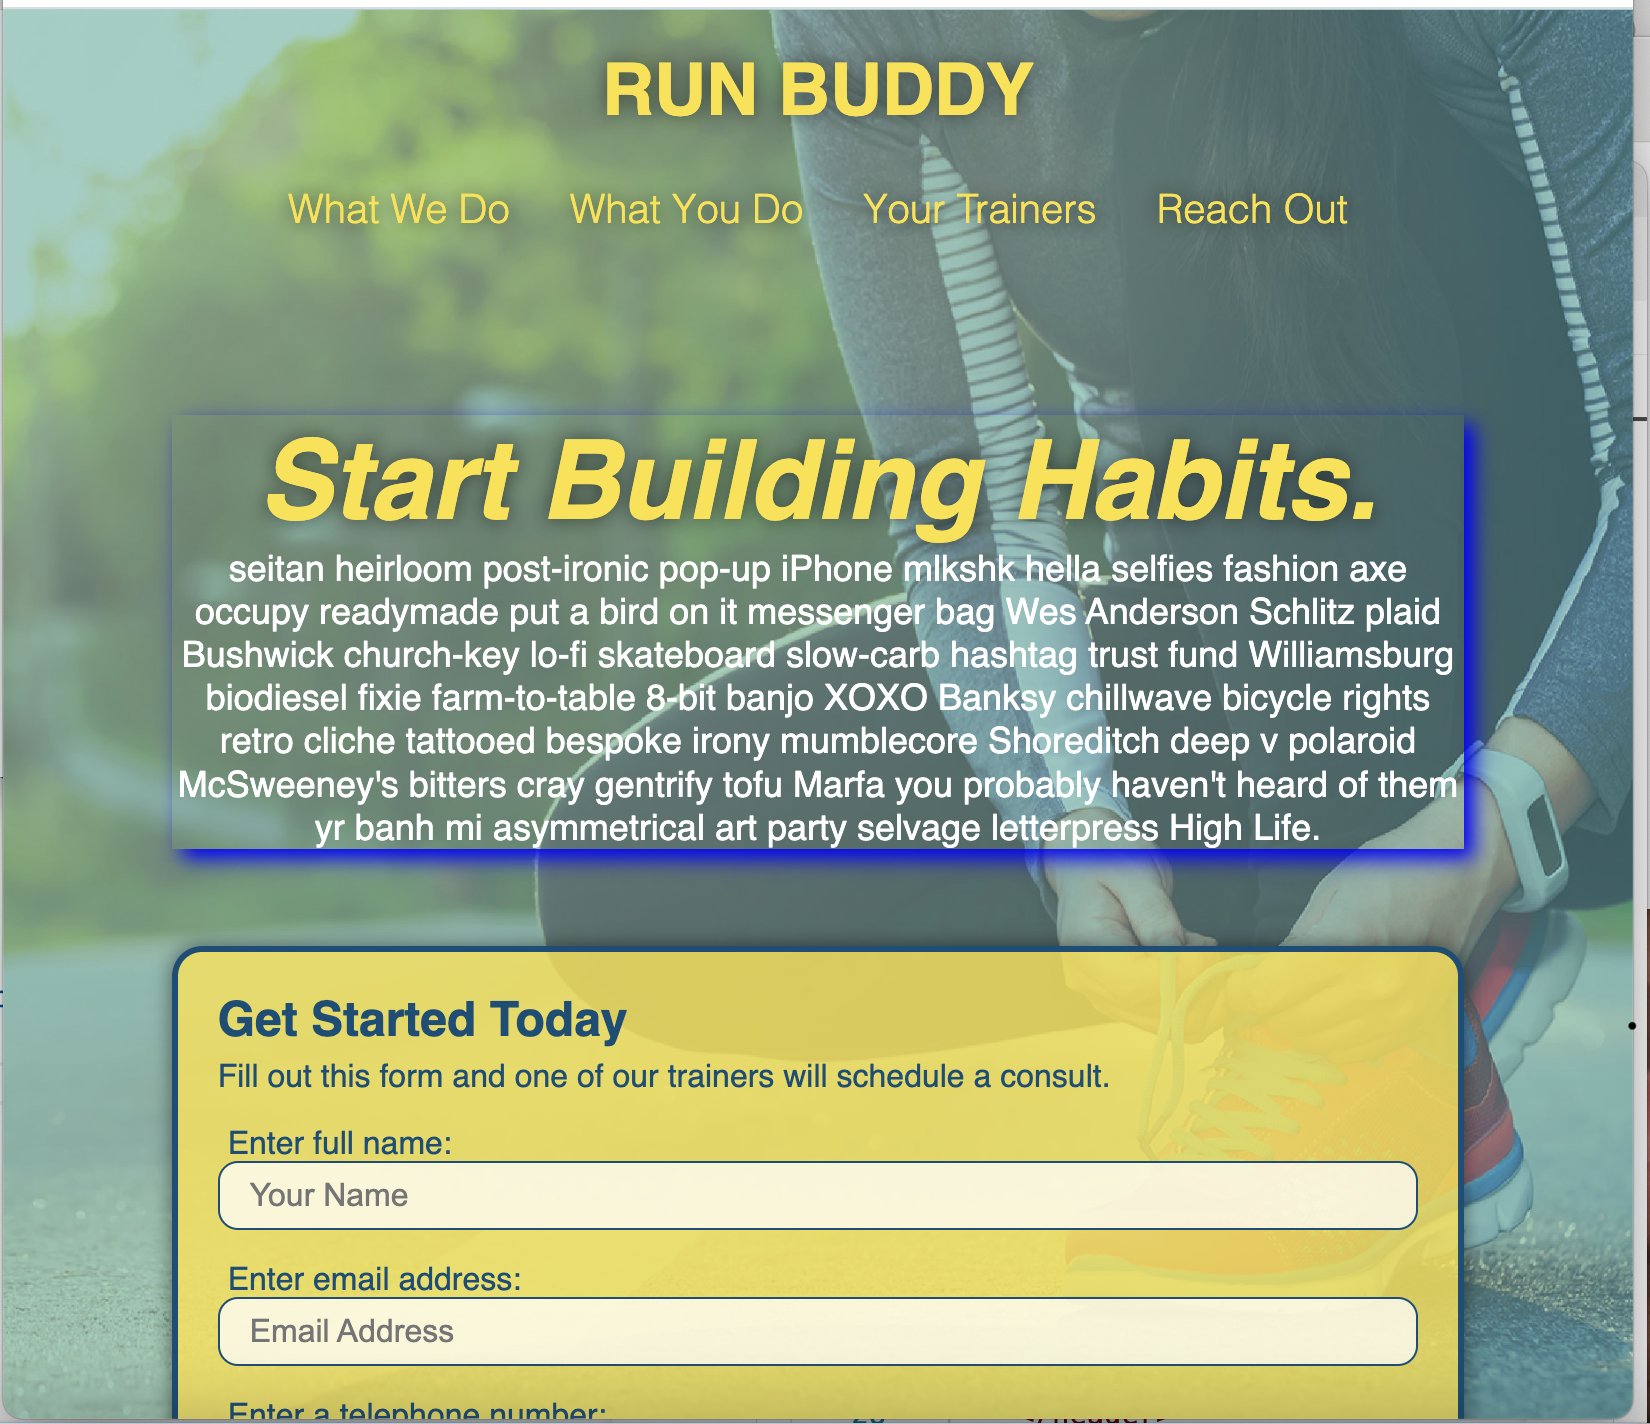 RUN BUDDY
What We Do What You Do Your Trainers Reach Out
Start Building Habits.
seitan heirloom post-ironic pop-up iPhone mlkshk hella selfies fashion axe
occupy readymade put a bird on it messenger bag Wes Anderson Schlitz plaid
Bushwick church-key lo-fi skateboard slow-carb hashtag trust fund Williamsburg
biodiesel fixie farm-to-table 8-bit banjo XOXO Banksy chillwave bicycle rights
retro cliche tattooed bespoke irony mumblecore Shoreditch deep v polaroid
McSweeney's bitters cray gentrify tofu Marfa you probably haven't heard of them
yr banh mi asymmetrical art party selvage letterpress High Life.
Get Started Today
Fill out this form and one of our trainers will schedule a consult.
Enter full name:
Your Name
Enter email address:
Email Address
Enter a telephone number: